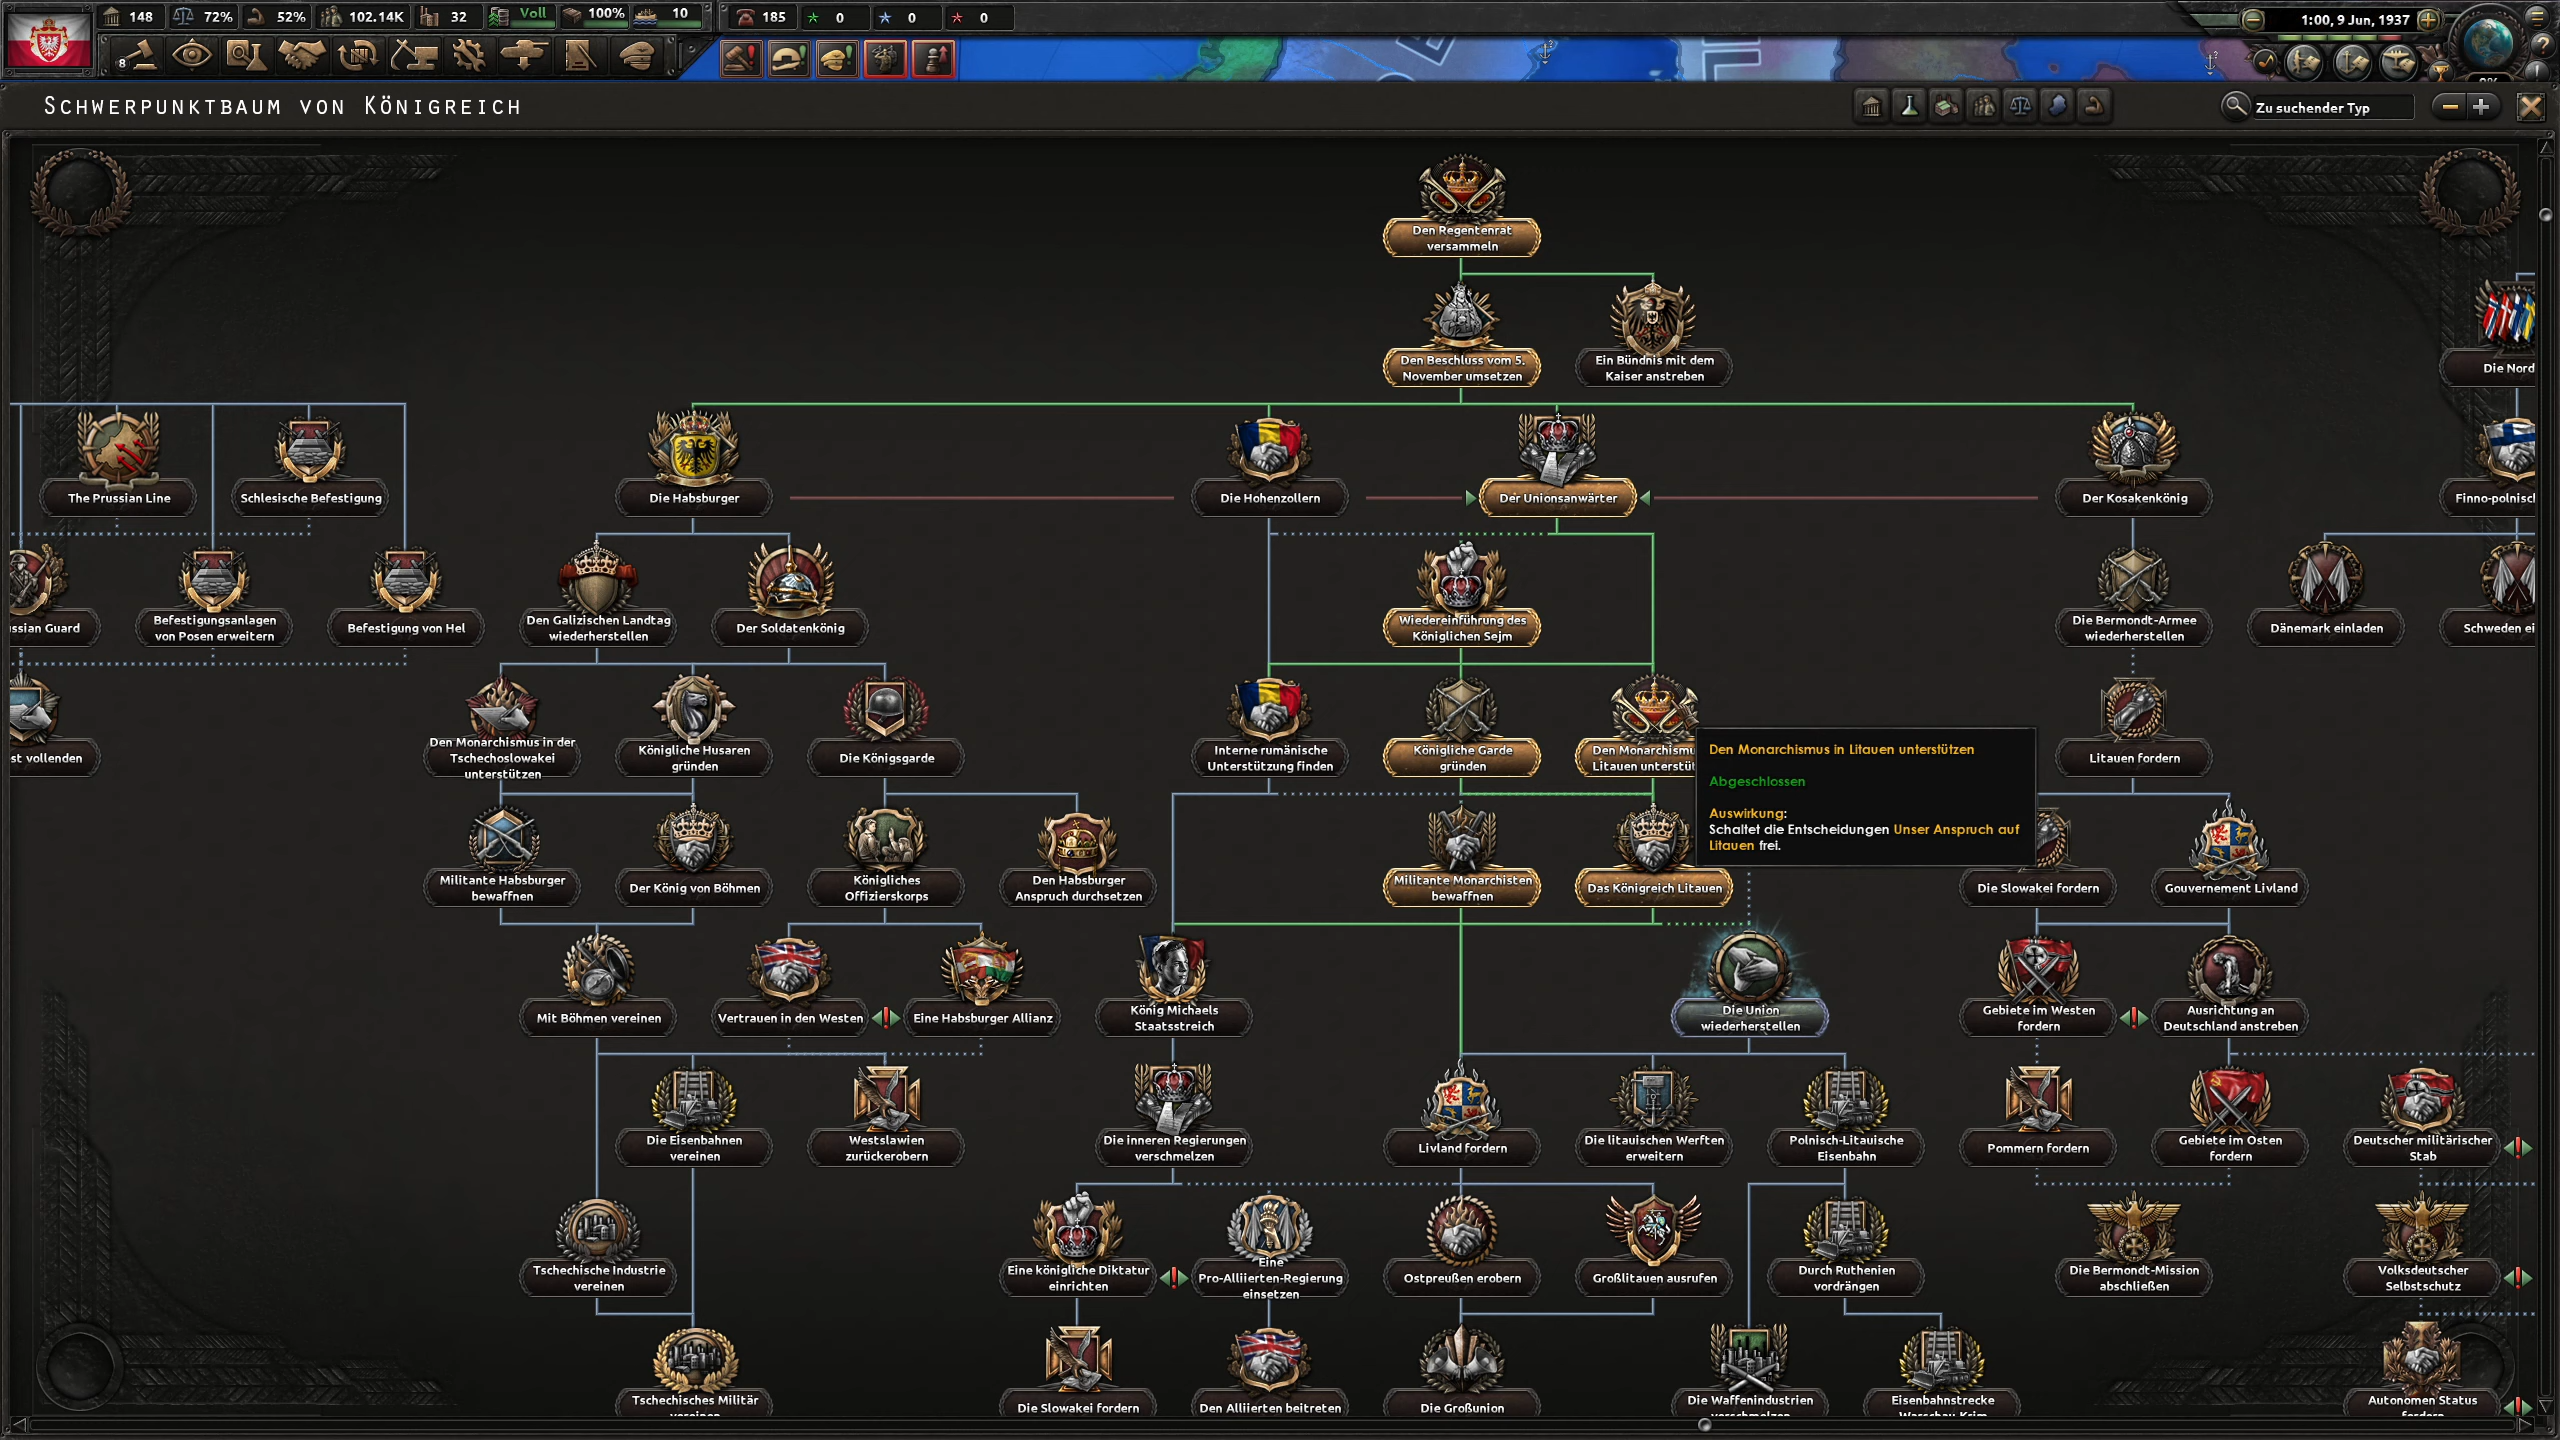 148 72% 52% 102.14K 32 Voll 100% 10 185 0 0 0 1:00, 9 Jun, 1937
8
Schwerpunktbaum von Königreich
Zu suchender Typ
Den Regentenrat
versammeln
Den Beschluss vom 5.
November umsetzen
Ein Bündnis mit dem
Kaiser anstreben
Die Nord
The Prussian Line
Schlesische Befestigung
Die Habsburger
Die Hohenzollern
Der Unionsanwärter
Der Kosakenkönig
Finno-polnisch
ssian Guard
Befestigungsanlagen
von Posen erweitern
Befestigung von Hel
Den Galizischen Landtag
wiederherstellen
Der Soldatenkönig
Wiedereinführung des
Königlichen Sejm
Die Bermondt-Armee
wiederherstellen
Dänemark einladen
Schweden ei
st vollenden
Den Monarchismus in der
Tschechoslowakei
unterstützen
Königliche Husaren
gründen
Die Königsgarde
Interne rumänische
Unterstützung finden
Königliche Garde
gründen
Den Monarchismu
Litauen unterstüt
Den Monarchismus in Litauen unterstützen
Abgeschlossen
Auswirkung:
Schaltet die Entscheidungen Unser Anspruch auf
Litauen frei.
Litauen fordern
Militante Habsburger
bewaffnen
Der König von Böhmen
Königliches
Offizierskorps
Den Habsburger
Anspruch durchsetzen
Militante Monarchisten
bewaffnen
Das Königreich Litauen
Die Slowakei fordern
Gouvernement Livland
Mit Böhmen vereinen
Vertrauen in den Westen
Eine Habsburger Allianz
König Michaels
Staatsstreich
Die Union
wiederherstellen
Gebiete im Westen
fordern
Ausrichtung an
Deutschland anstreben
Die Eisenbahnen
vereinen
Westslawien
zurückerobern
Die inneren Regierungen
verschmelzen
Livland fordern
Die litauischen Werften
erweitern
Polnisch-Litauische
Eisenbahn
Pommern fordern
Gebiete im Osten
fordern
Deutscher militärischer
Stab
Tschechische Industrie
vereinen
Eine königliche Diktatur
einrichten
Eine
Pro-Alliierten-Regierung
einsetzen
Ostpreußen erobern
Großlitauen ausrufen
Durch Ruthenien
vordrängen
Die Bermondt-Mission
abschließen
Volksdeutscher
Selbstschutz
Tschechisches Militär
vereinen
Die Slowakei fordern
Den Alliierten beitreten
Die Großunion
Die Waffenindustrien
verschmelzen
Eisenbahnstrecke
Warschau-Krim
Autonomen Status
fordern